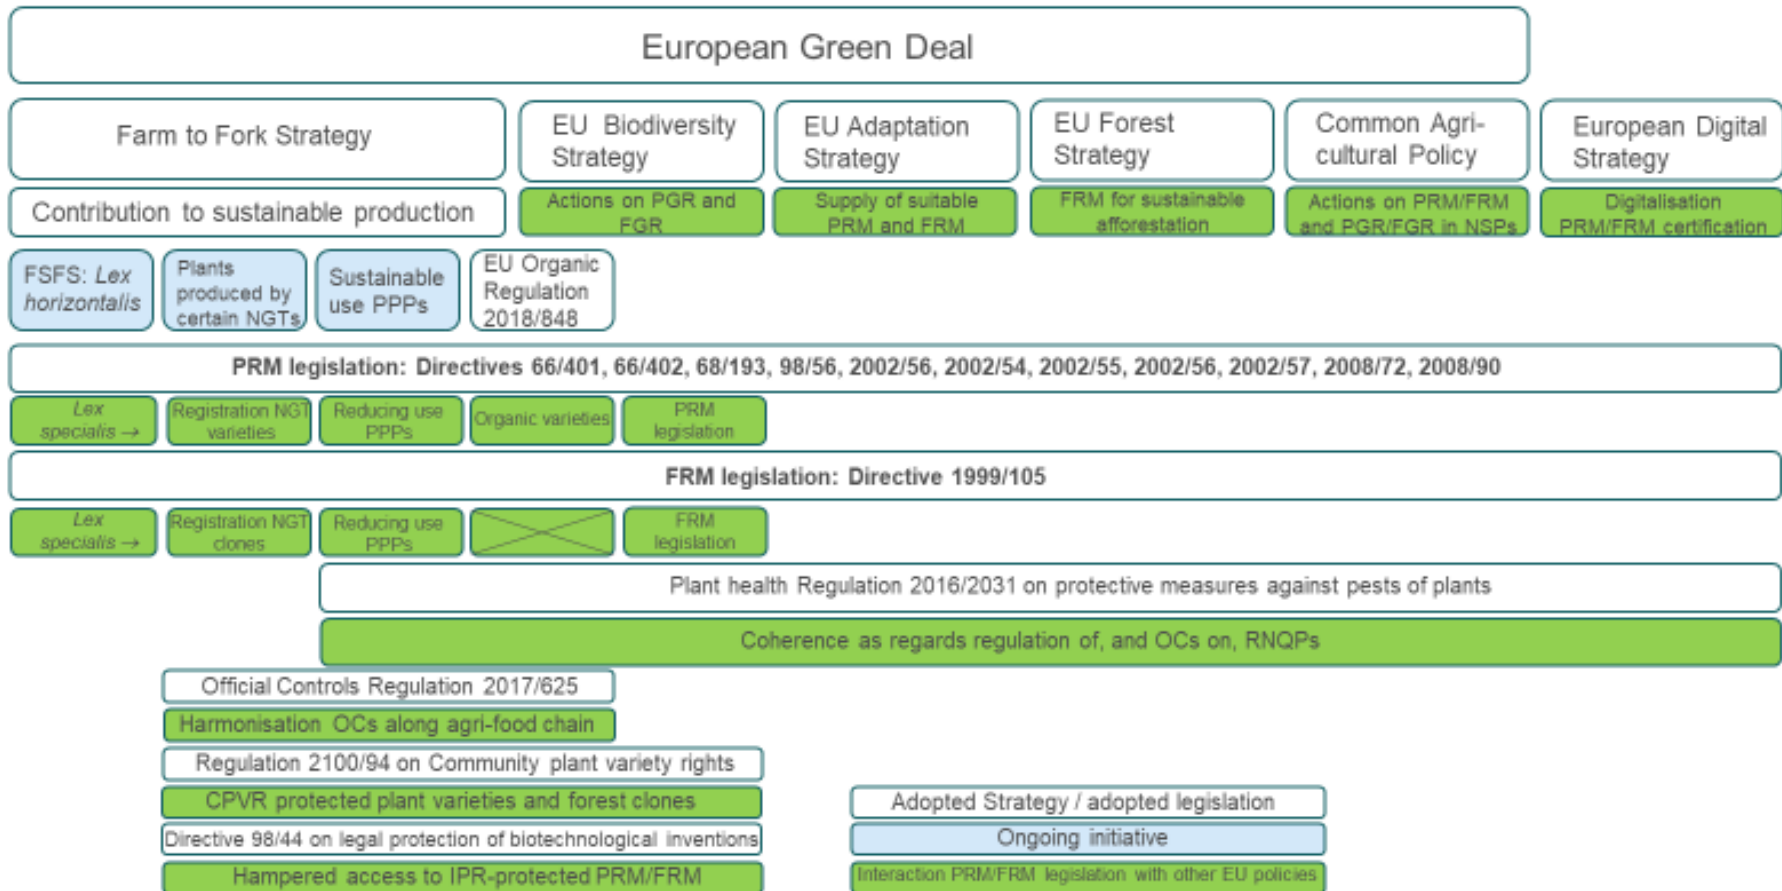 European Green Deal
Farm to Fork Strategy
EU Biodiversity
Strategy
EU Adaptation
Strategy
EU Forest
Strategy
Common Agri-
cultural Policy
European Digital
Strategy
Contribution to sustainable production
Actions on PGR and
FGR
Supply of suitable
PRM and FRM
FRM for sustainable
afforestation
Actions on PRM/FRM
and PGR/FGR in NSPs
Digitalisation
PRM/FRM certification
FSFS: Lex
horizontalis
Plants
produced by
certain NGTs
Sustainable
use PPPs
EU Organic
Regulation
2018/848
PRM legislation: Directives 66/401, 66/402, 68/193, 98/56, 2002/56, 2002/54, 2002/55, 2002/56, 2002/57, 2008/72, 2008/90
Lex
specialis →
Registration NGT
varieties
Reducing use
PPPs
Organic varieties
PRM
legislation
FRM legislation: Directive 1999/105
Lex
specialis →
Registration NGT
clones
Reducing use
PPPs
FRM
legislation
Plant health Regulation 2016/2031 on protective measures against pests of plants
Coherence as regards regulation of, and OCs on, RNQPs
Official Controls Regulation 2017/625
Harmonisation OCs along agri-food chain
Regulation 2100/94 on Community plant variety rights
CPVR protected plant varieties and forest clones
Directive 98/44 on legal protection of biotechnological inventions
Hampered access to IPR-protected PRM/FRM
Adopted Strategy / adopted legislation
Ongoing initiative
Interaction PRM/FRM legislation with other EU policies